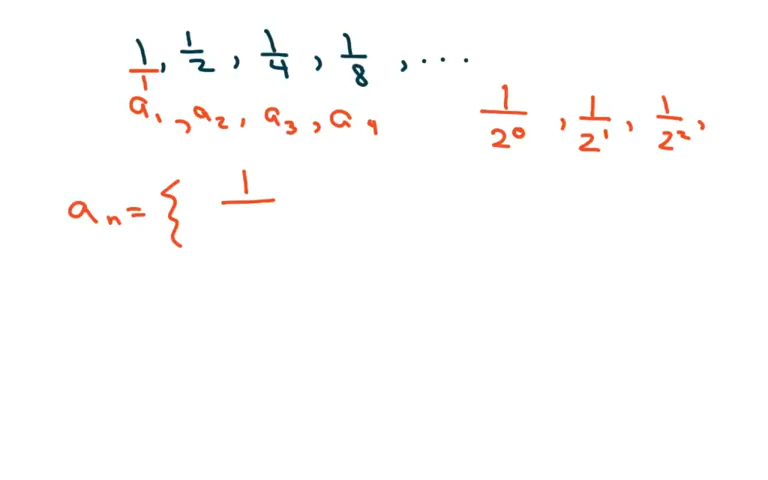 1/1, 1/2, 1/4, 1/8, ...
a₁, a₂, a₃, a₄
1/2⁰, 1/2¹, 1/2²,
aₙ = { 1/